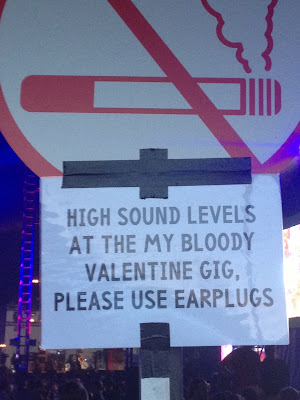 HIGH SOUND LEVELS
AT THE MY BLOODY
VALENTINE GIG,
PLEASE USE EARPLUGS